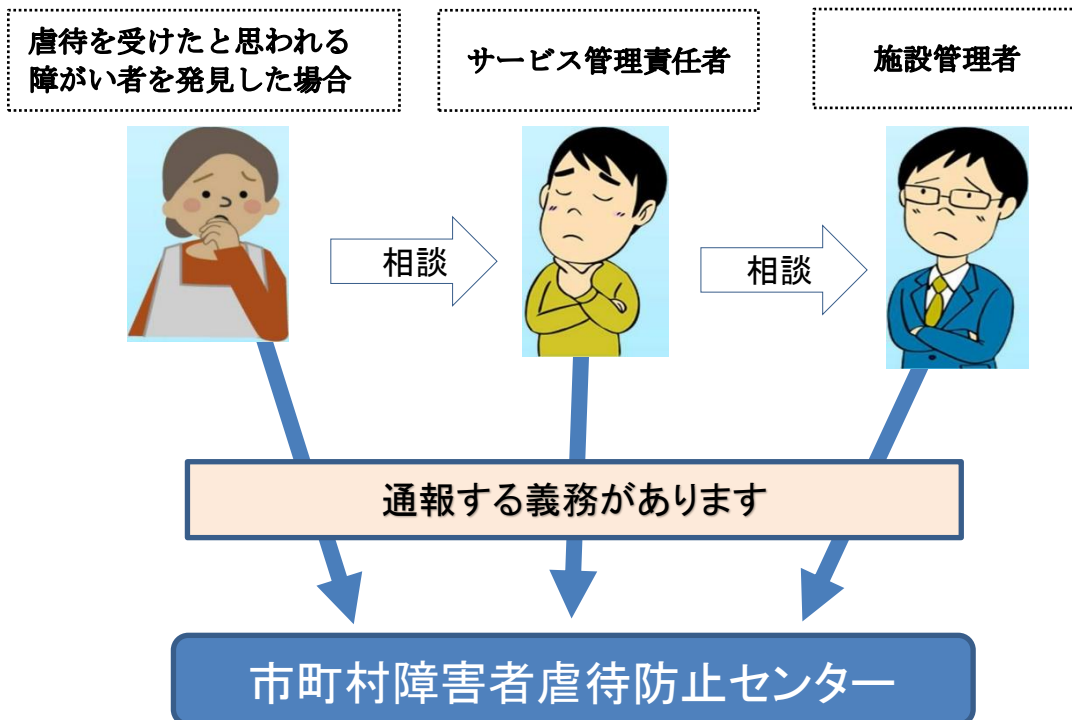 虐待を受けたと思われる
障がい者を発見した場合
サービス管理責任者
施設管理者
相談
相談
通報する義務があります
市町村障害者虐待防止センター